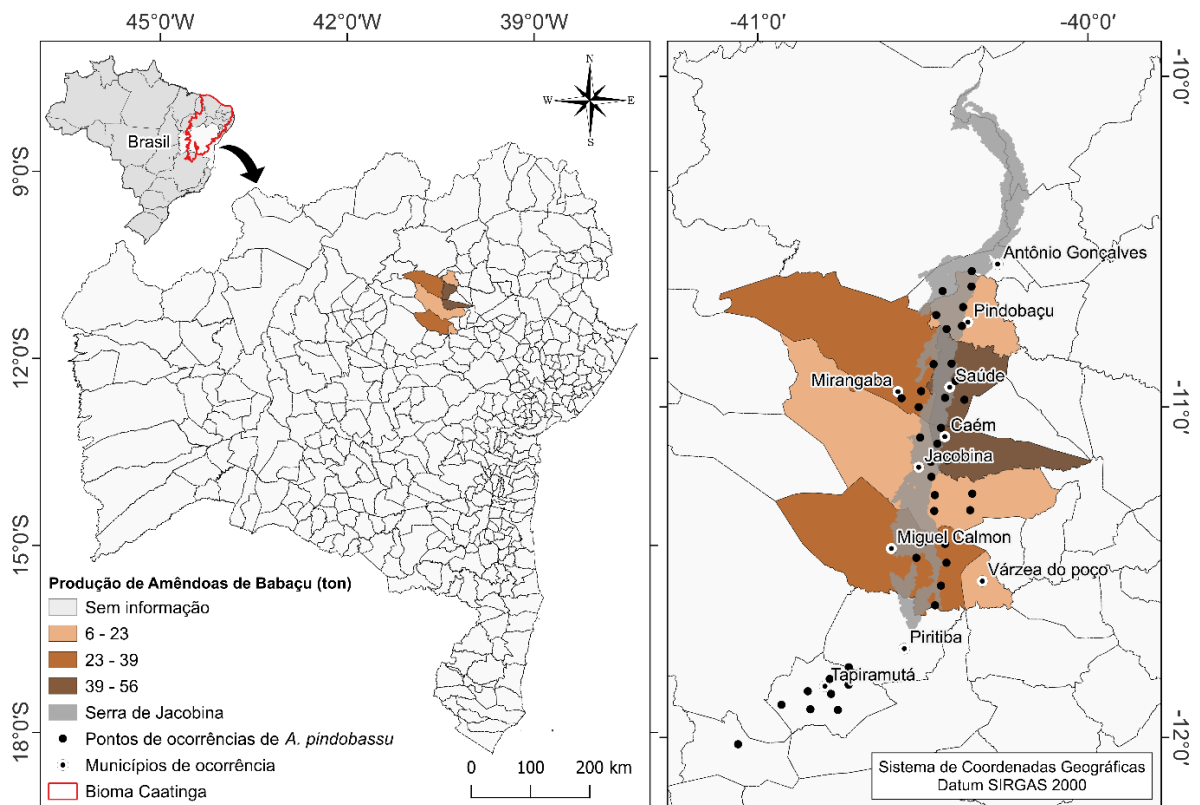 45°0'W
42°0'W
39°0'W
9°0'S
12°0'S
15°0'S
18°0'S
Brasil
N
W
E
S
Produção de Amêndoas de Babaçu (ton)
Sem informação
6 - 23
23 - 39
39 - 56
Serra de Jacobina
Pontos de ocorrências de A. pindobassu
Municípios de ocorrência
Bioma Caatinga
0 100 200 km
-41°0'
-40°0'
-10°0'
-11°0'
-12°0'
Antônio Gonçalves
Pindobaçu
Saúde
Mirangaba
Caém
Jacobina
Miguel Calmon
Várzea do poço
Piritiba
Tapiramutá
Sistema de Coordenadas Geográficas
Datum SIRGAS 2000